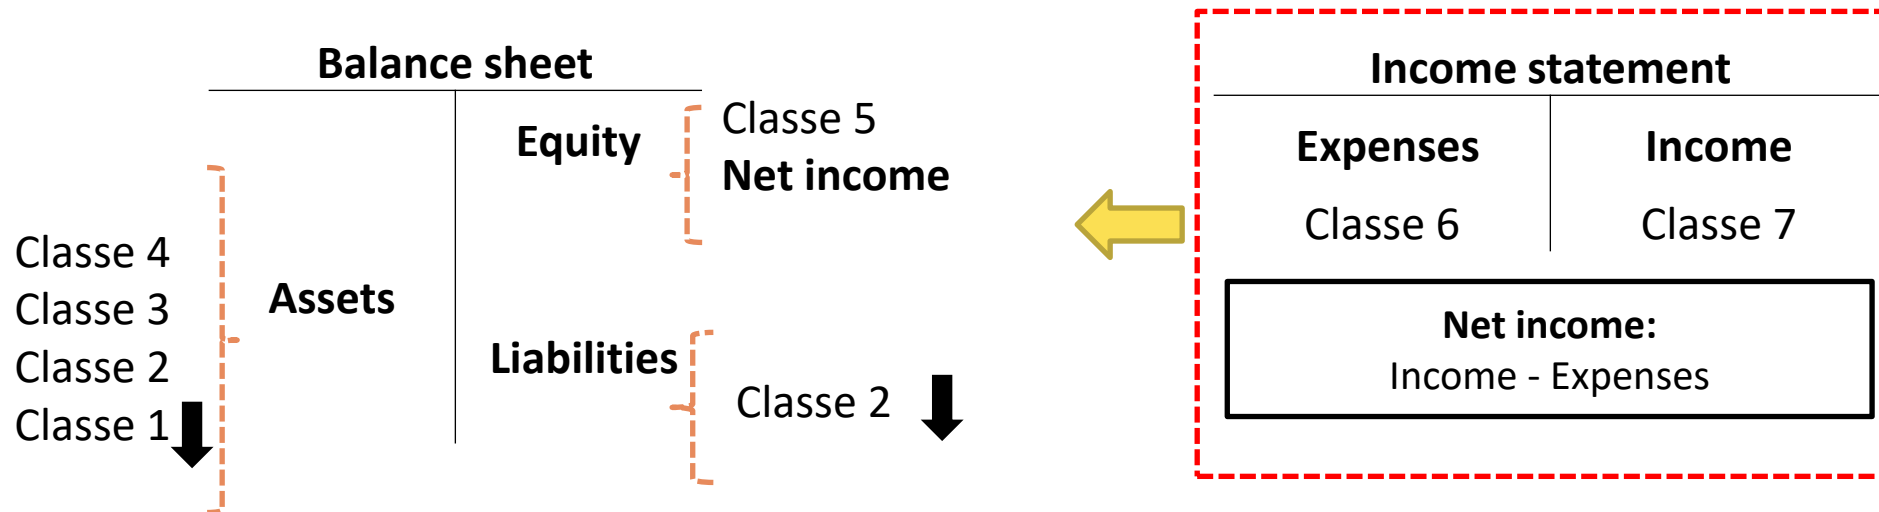 Balance sheet
Equity
Classe 5
Net income
Classe 4
Classe 3
Classe 2
Classe 1
Assets
Liabilities
Classe 2
Income statement
Expenses
Income
Classe 6
Classe 7
Net income:
Income - Expenses